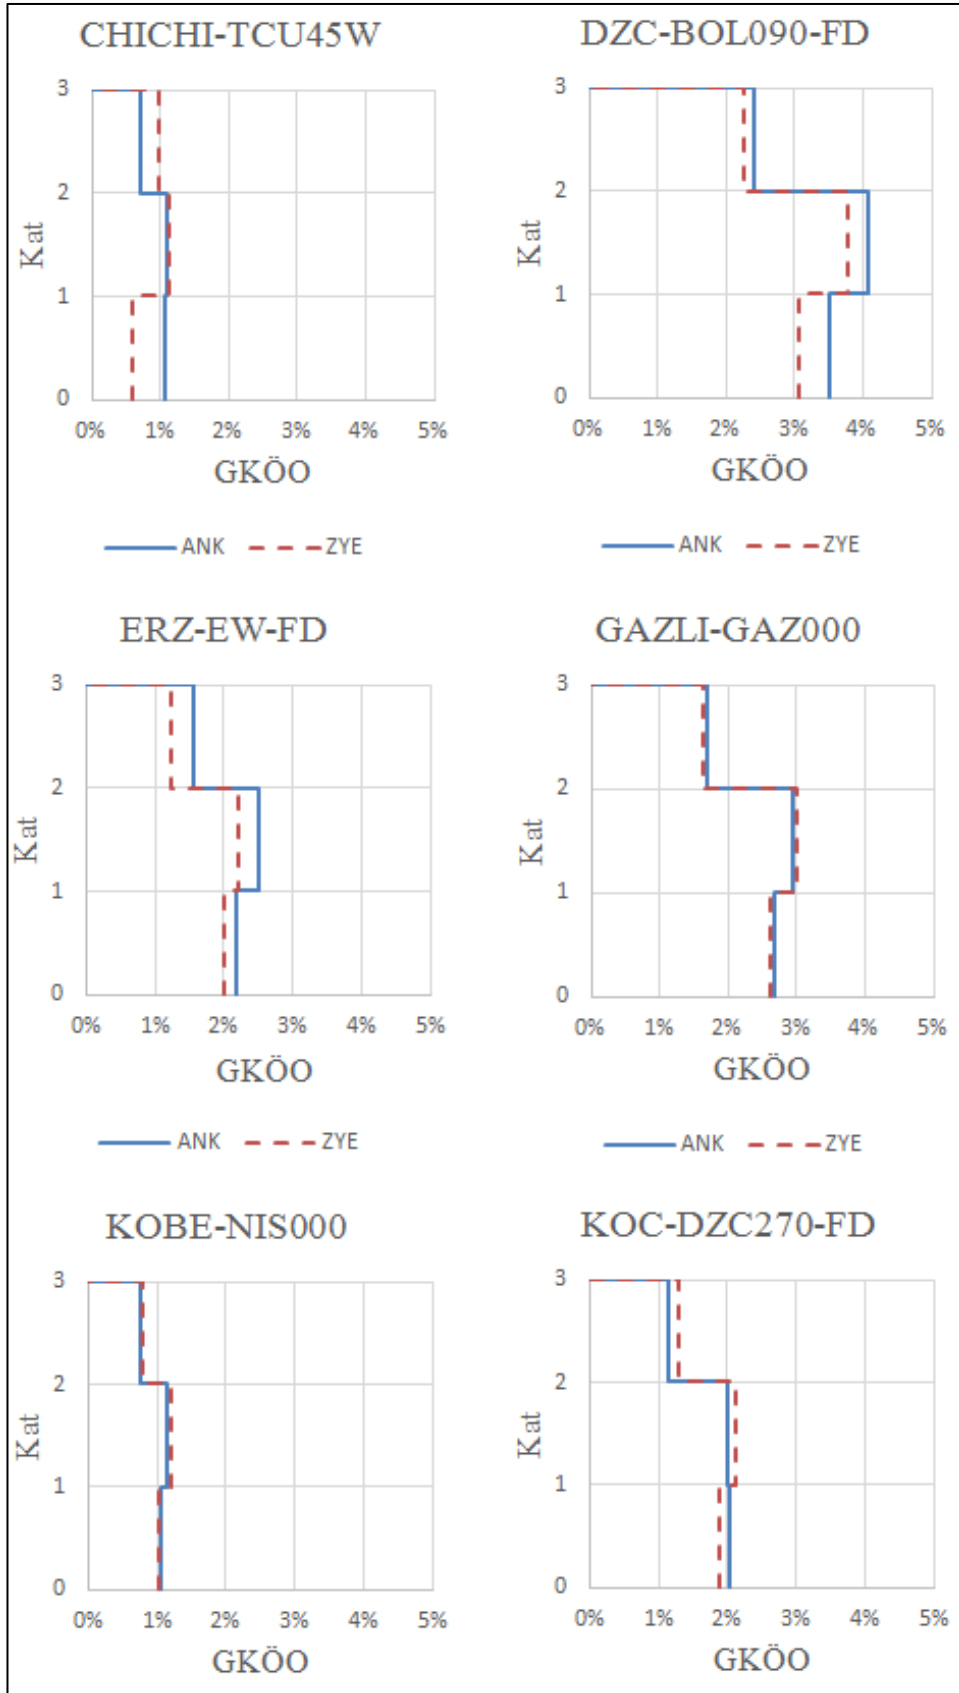 CHICHI-TCU45W
DZC-BOL090-FD
3
2
1
0
Kat
0% 1% 2% 3% 4% 5%
GKÖO
ANK ZYE
3
2
1
0
Kat
0% 1% 2% 3% 4% 5%
GKÖO
ANK ZYE
ERZ-EW-FD
GAZLI-GAZ000
3
2
1
0
Kat
0% 1% 2% 3% 4% 5%
GKÖO
ANK ZYE
3
2
1
0
Kat
0% 1% 2% 3% 4% 5%
GKÖO
ANK ZYE
KOBE-NIS000
KOC-DZC270-FD
3
2
1
0
Kat
0% 1% 2% 3% 4% 5%
GKÖO
3
2
1
0
Kat
0% 1% 2% 3% 4% 5%
GKÖO